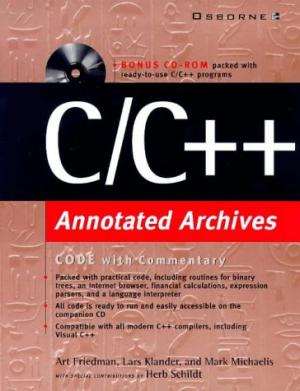 OSBORNE
BONUS CD-ROM packed with
ready-to-use C/C++ programs
C/C++
Annotated Archives
CODE with Commentary
Packed with practical code, including routines for binary
trees, an Internet browser, financial calculations, expression
parsers, and a language interpreter
All code is ready to run and easily accessible on the
companion CD
Compatible with all modern C++ compilers, including
Visual C++
Art Friedman, Lars Klander, and Mark Michaelis
WITH SPECIAL CONTRIBUTIONS BY Herb Schildt